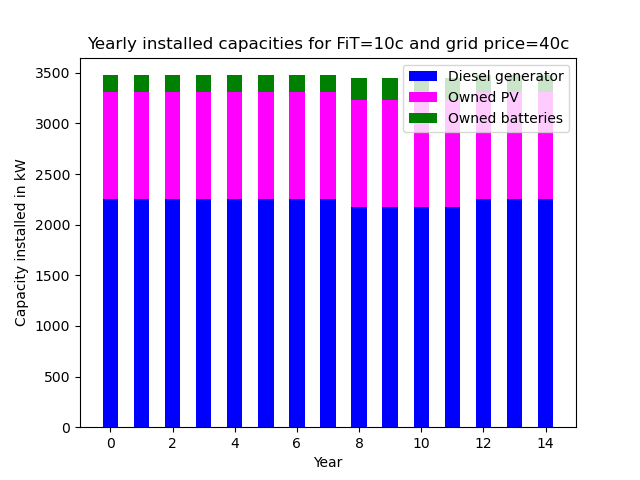 Yearly installed capacities for FiT=10c and grid price=40c
Diesel generator
Owned PV
Owned batteries
Capacity installed in kW
3500
3000
2500
2000
1500
1000
500
0
0 2 4 6 8 10 12 14
Year